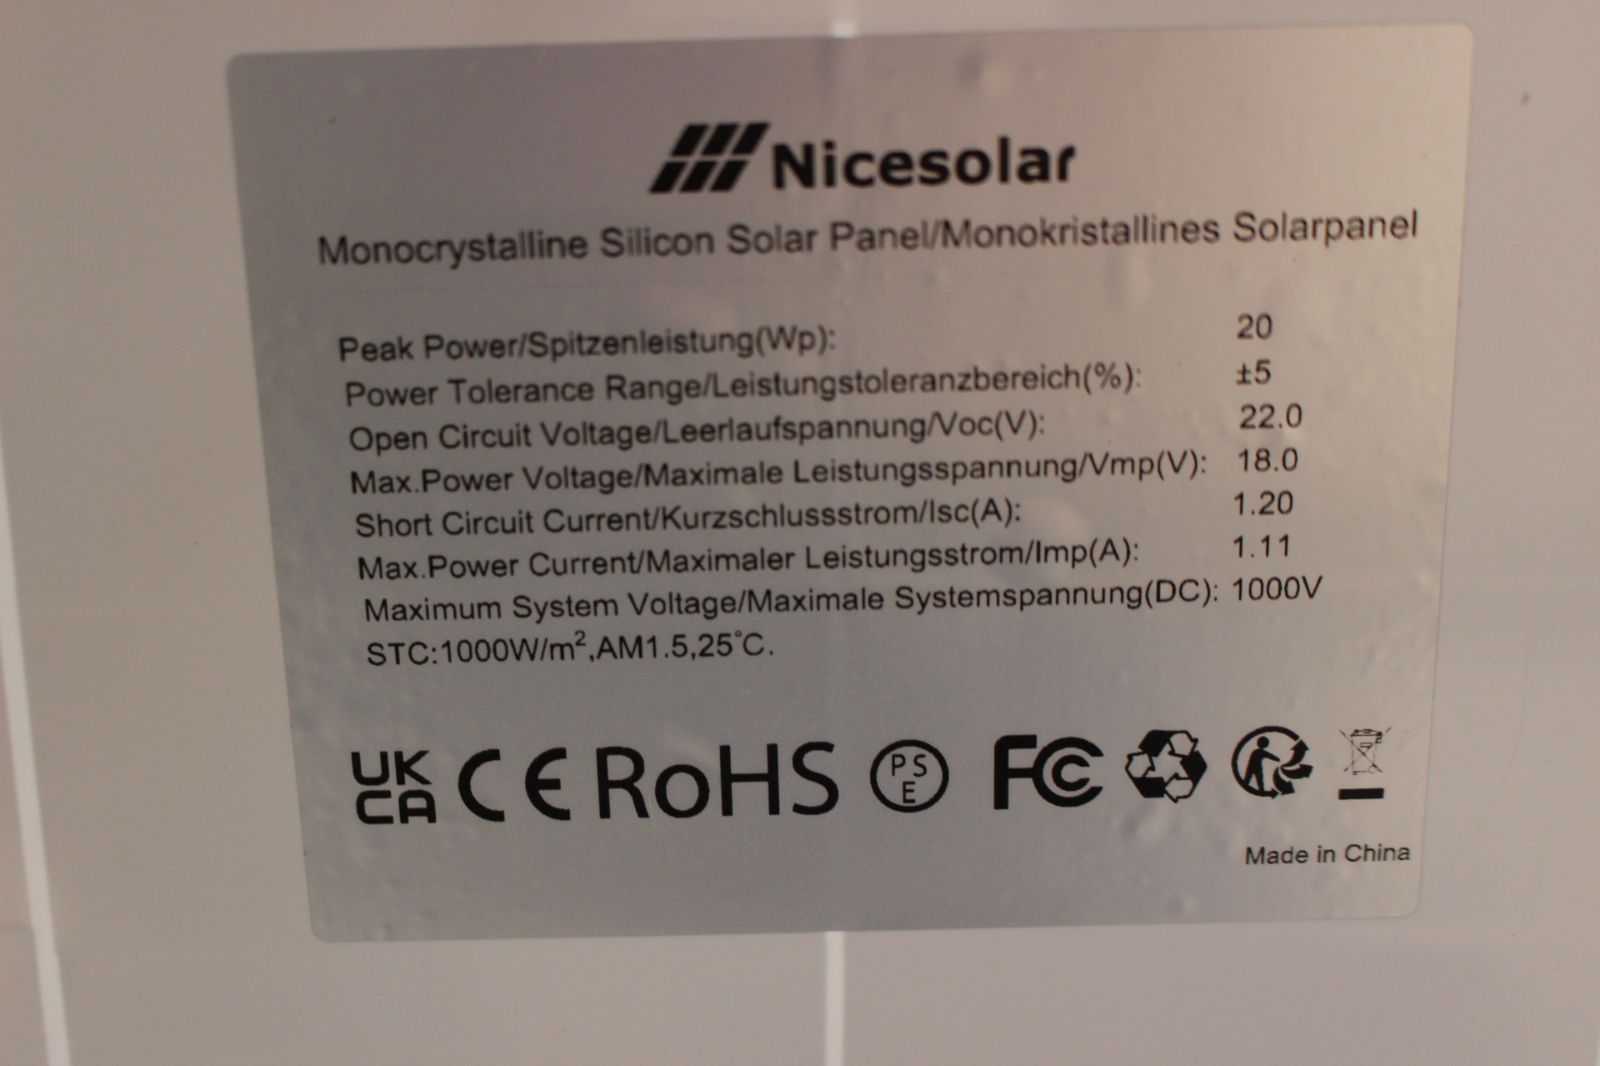 Nicesolar
Monocrystalline Silicon Solar Panel/Monokristallines Solarpanel
Peak Power/Spitzenleistung(Wp): 20
Power Tolerance Range/Leistungstoleranzbereich(%): ±5
Open Circuit Voltage/Leerlaufspannung/Voc(V): 22.0
Max.Power Voltage/Maximale Leistungsspannung/Vmp(V): 18.0
Short Circuit Current/Kurzschlussstrom/Isc(A): 1.20
Max.Power Current/Maximaler Leistungsstrom/Imp(A): 1.11
Maximum System Voltage/Maximale Systemspannung(DC): 1000V
STC:1000W/m²,AM1.5,25°C.
UK CA CE RoHS PSE FC
Made in China